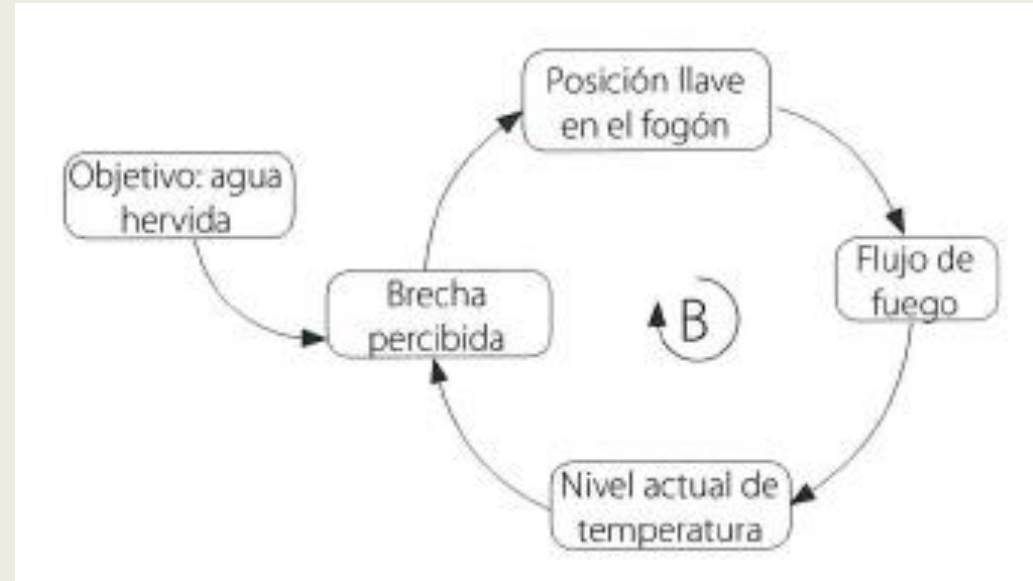 Posición llave
en el fogón
Objetivo: agua
hervida
Flujo de
fuego
Brecha
percibida
B
Nivel actual de
temperatura